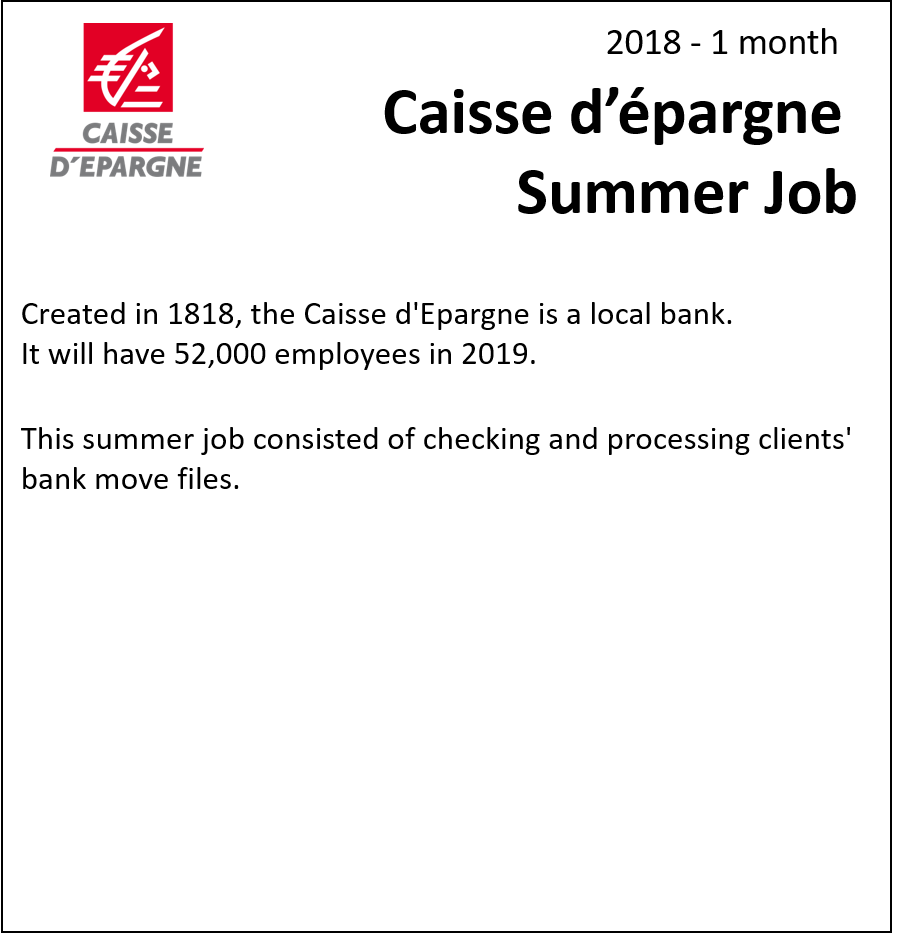 CAISSE
D'EPARGNE
2018 - 1 month
Caisse d’épargne
Summer Job
Created in 1818, the Caisse d'Epargne is a local bank.
It will have 52,000 employees in 2019.
This summer job consisted of checking and processing clients'
bank move files.